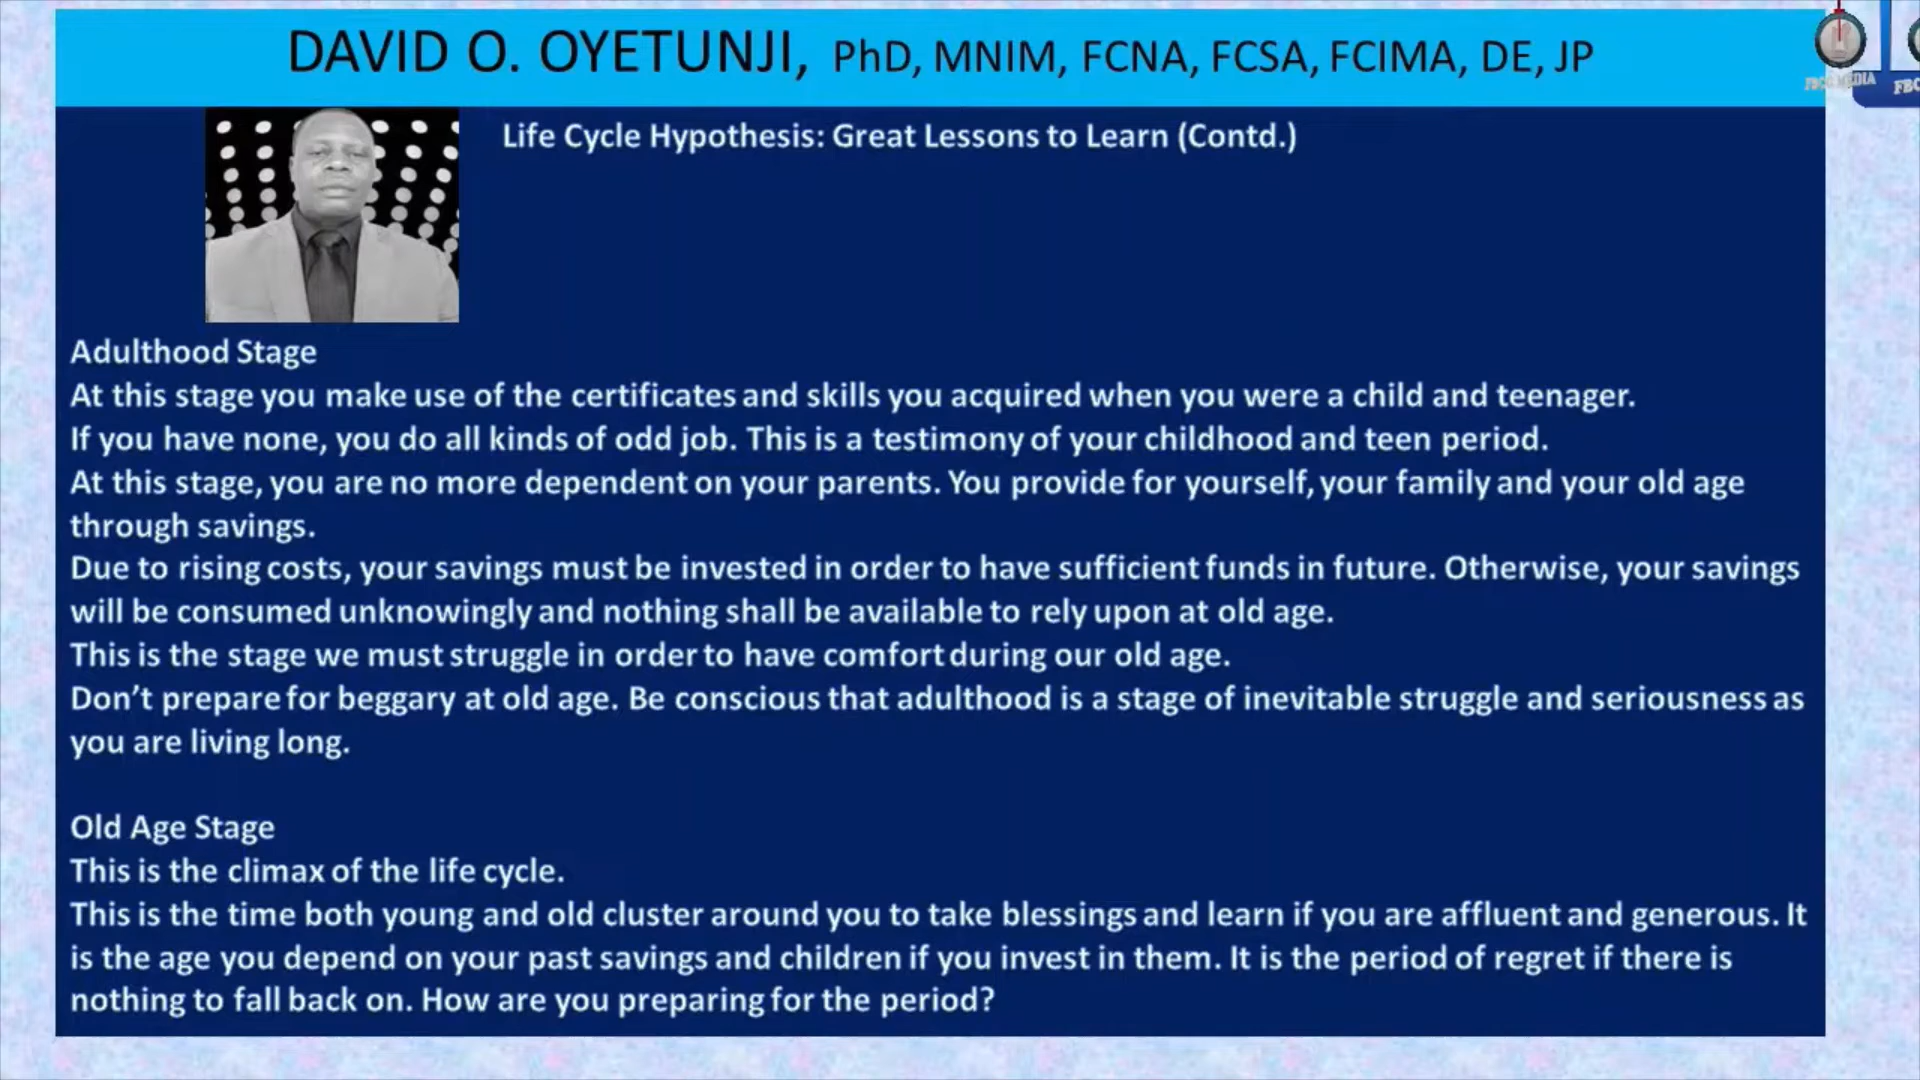 DAVID O. OYETUNJI, PhD, MNIM, FCNA, FCSA, FCIMA, DE, JP
FBCC MEDIA
FBC
Life Cycle Hypothesis: Great Lessons to Learn (Contd.)
Adulthood Stage
At this stage you make use of the certificates and skills you acquired when you were a child and teenager.
If you have none, you do all kinds of odd job. This is a testimony of your childhood and teen period.
At this stage, you are no more dependent on your parents. You provide for yourself, your family and your old age
through savings.
Due to rising costs, your savings must be invested in order to have sufficient funds in future. Otherwise, your savings
will be consumed unknowingly and nothing shall be available to rely upon at old age.
This is the stage we must struggle in order to have comfort during our old age.
Don’t prepare for beggary at old age. Be conscious that adulthood is a stage of inevitable struggle and seriousness as
you are living long.
Old Age Stage
This is the climax of the life cycle.
This is the time both young and old cluster around you to take blessings and learn if you are affluent and generous. It
is the age you depend on your past savings and children if you invest in them. It is the period of regret if there is
nothing to fall back on. How are you preparing for the period?